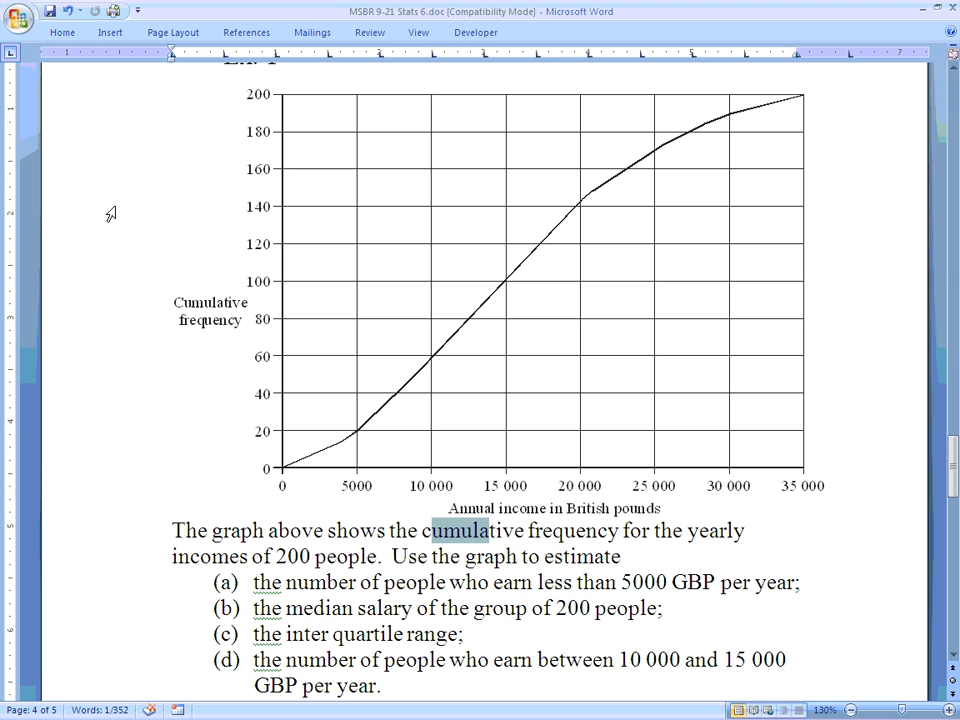 MSBR 9-21 Stats 6.doc [Compatibility Mode] - Microsoft Word
Home Insert Page Layout References Mailings Review View Developer
200
180
160
140
120
100
80
60
40
20
0
Cumulative
frequency
0 5000 10 000 15 000 20 000 25 000 30 000 35 000
Annual income in British pounds
The graph above shows the cumulative frequency for the yearly
incomes of 200 people. Use the graph to estimate
(a) the number of people who earn less than 5000 GBP per year;
(b) the median salary of the group of 200 people;
(c) the inter quartile range;
(d) the number of people who earn between 10 000 and 15 000
GBP per year.
Page: 4 of 5 Words: 1/352 130%